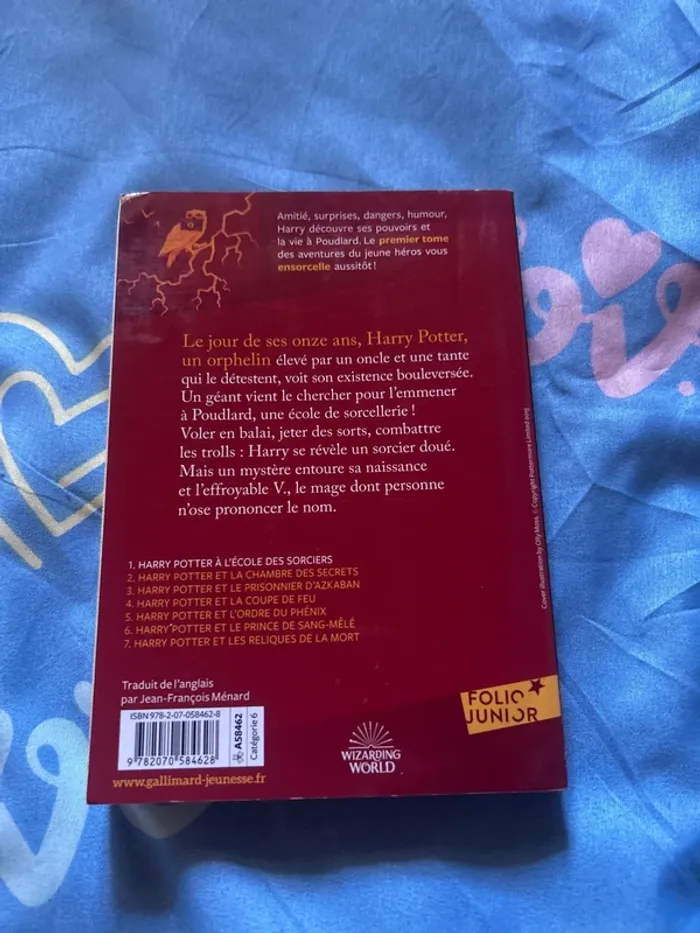 Amitié, surprises, dangers, humour,
Harry découvre ses pouvoirs et
la vie à Poudlard. Le premier tome
des aventures du jeune héros vous
ensorcelle aussitôt !
Le jour de ses onze ans, Harry Potter,
un orphelin élevé par un oncle et une tante
qui le détestent, voit son existence bouleversée.
Un géant vient le chercher pour l'emmener
à Poudlard, une école de sorcellerie !
Voler en balai, jeter des sorts, combattre
les trolls : Harry se révèle un sorcier doué.
Mais un mystère entoure sa naissance
et l'effroyable V., le mage dont personne
n'ose prononcer le nom.
1. HARRY POTTER À L'ÉCOLE DES SORCIERS
2. HARRY POTTER ET LA CHAMBRE DES SECRETS
3. HARRY POTTER ET LE PRISONNIER D'AZKABAN
4. HARRY POTTER ET LA COUPE DE FEU
5. HARRY POTTER ET L'ORDRE DU PHÉNIX
6. HARRY POTTER ET LE PRINCE DE SANG-MÊLÉ
7. HARRY POTTER ET LES RELIQUES DE LA MORT
Traduit de l'anglais
par Jean-François Ménard
ISBN 978-2-07-058462-8
9 782070 584628
A58462
Catégorie 6
www.gallimard-jeunesse.fr
WIZARDING
WORLD
FOLIO
JUNIOR
Cover illustration by Olly Moss. © Copyright Pottermore Limited 2015